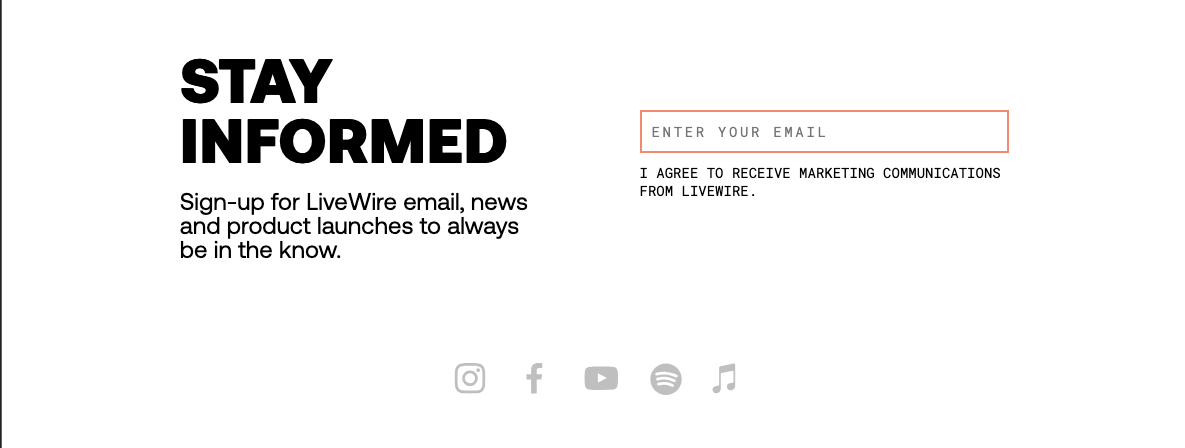 STAY
INFORMED
Sign-up for LiveWire email, news
and product launches to always
be in the know.
ENTER YOUR EMAIL
I AGREE TO RECEIVE MARKETING COMMUNICATIONS
FROM LIVEWIRE.